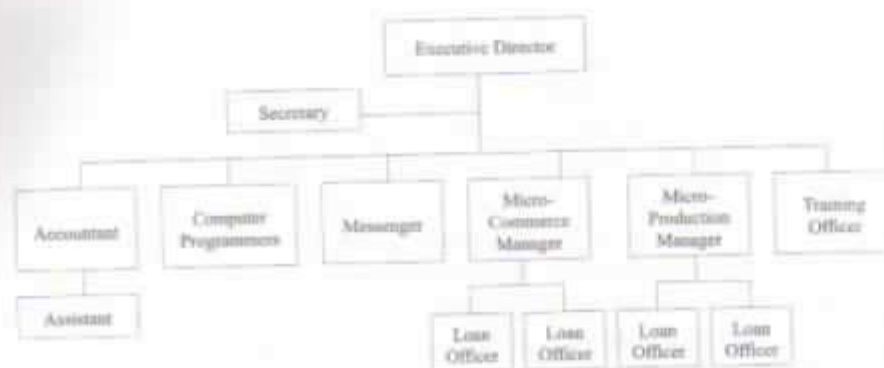 Executive Director
Secretary
Accountant
Computer
Programmers
Messenger
Micro-
Commerce
Manager
Micro-
Production
Manager
Training
Officer
Assistant
Loan
Officer
Loan
Officer
Loan
Officer
Loan
Officer